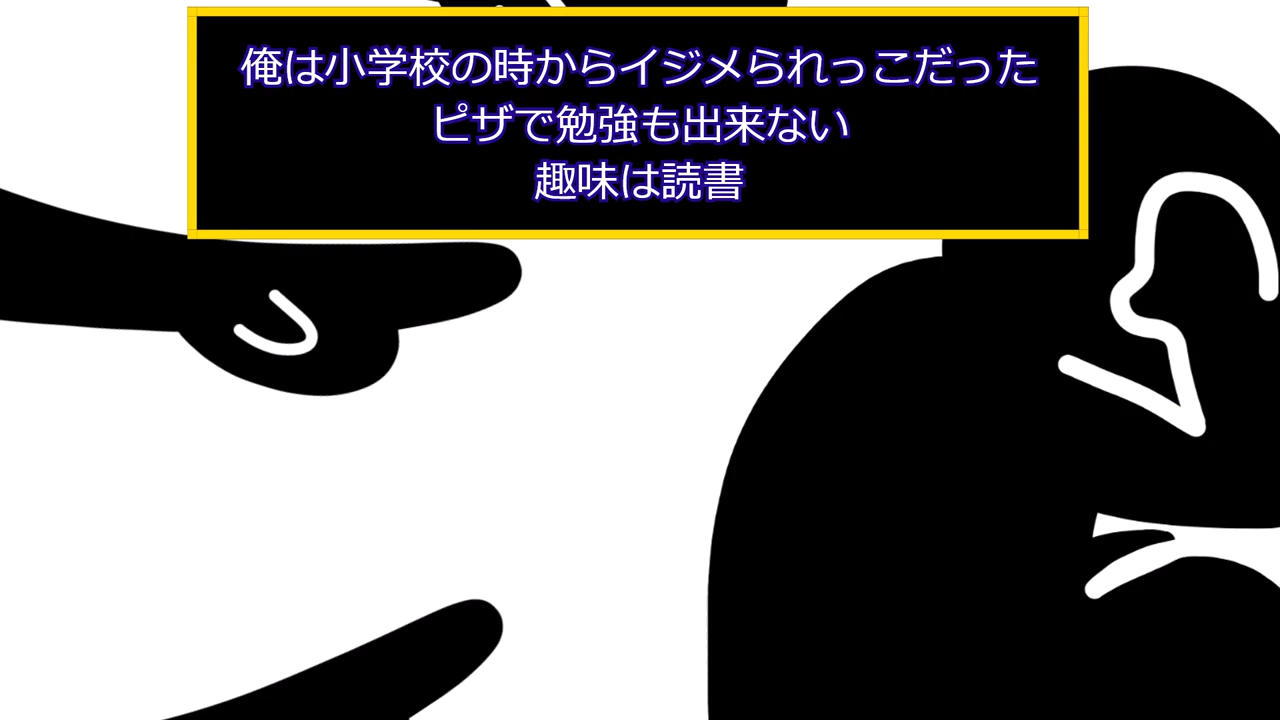 俺は小学校の時からイジメられっこだった
ピザで勉強も出来ない
趣味は読書